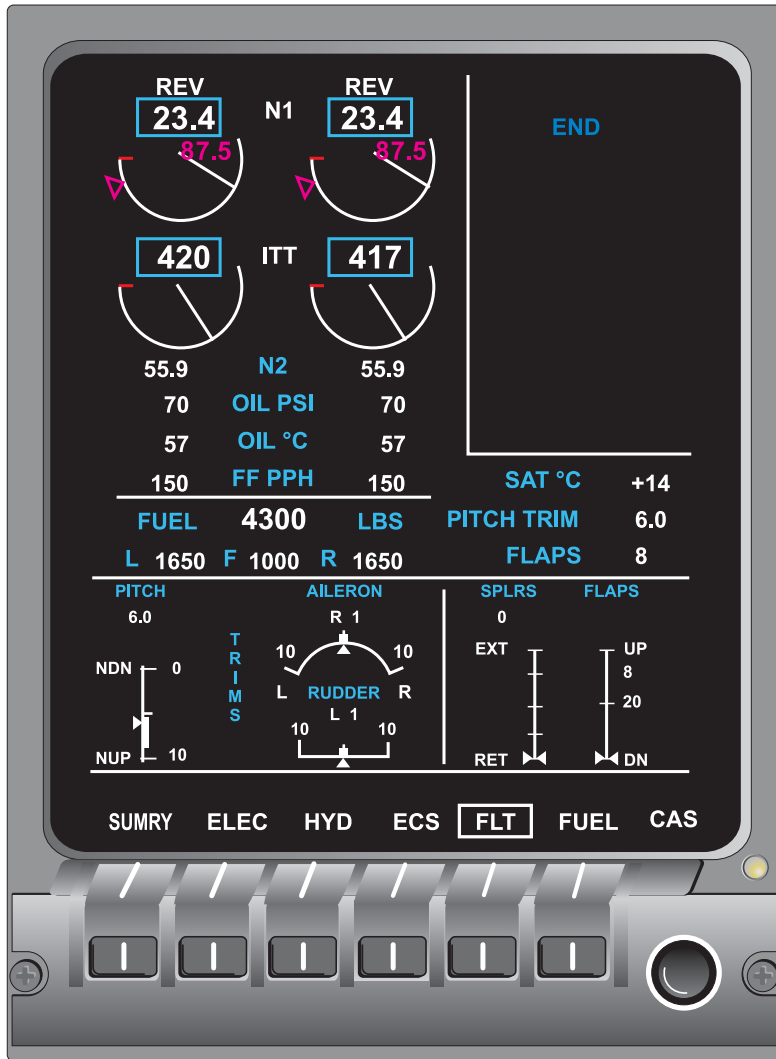 REV REV
23.4 N1 23.4
87.5 87.5
END
420 ITT 417
55.9 N2 55.9
70 OIL PSI 70
57 OIL °C 57
150 FF PPH 150
SAT °C +14
FUEL 4300 LBS
PITCH TRIM 6.0
L 1650 F 1000 R 1650
FLAPS 8
PITCH
6.0
NDN 0
NUP 10
TRIMS
AILERON
R 1
10 10
L RUDDER R
L 1
10 10
SPLRS FLAPS
0
EXT UP
8
20
RET DN
SUMRY ELEC HYD ECS FLT FUEL CAS